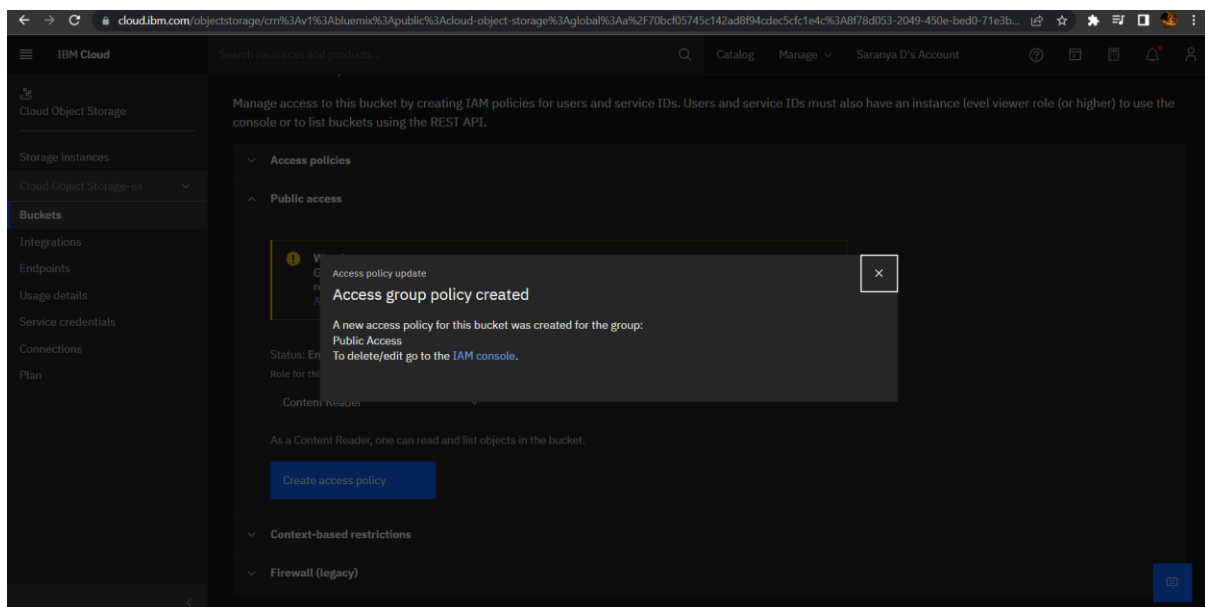 cloud.ibm.com/objectstorage/crn%3Av1%3Abluemix%3Apublic%3Acloud-object-storage%3Aglobal%3Aa%2F70bcf05745c142ad8f94cdec5cfc1e4c%3A8f78d053-2049-450e-bed0-71e3b...
IBM Cloud
Search resources and products...
Catalog
Manage
Saranya D's Account
Cloud Object Storage
Storage instances
Cloud Object Storage-ea
Buckets
Integrations
Endpoints
Usage details
Service credentials
Connections
Plan
Manage access to this bucket by creating IAM policies for users and service IDs. Users and service IDs must also have an instance level viewer role (or higher) to use the
console or to list buckets using the REST API.
Access policies
Public access
Access policy update
Access group policy created
A new access policy for this bucket was created for the group:
Public Access
To delete/edit go to the IAM console.
Status: En
Role for thi
Content Reader
As a Content Reader, one can read and list objects in the bucket.
Create access policy
Context-based restrictions
Firewall (legacy)